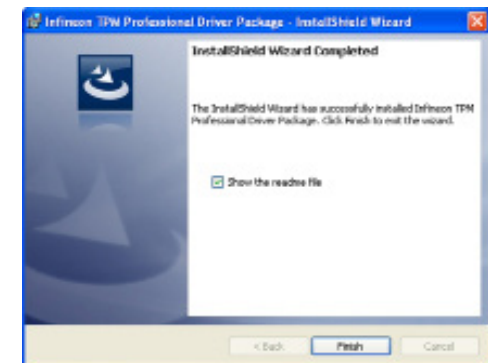 Infineon TPM Professional Driver Package - InstallShield Wizard
InstallShield Wizard Completed
The InstallShield Wizard has successfully installed Infineon TPM
Professional Driver Package. Click Finish to exit the wizard.
Show the readme file
< Back
Finish
Cancel